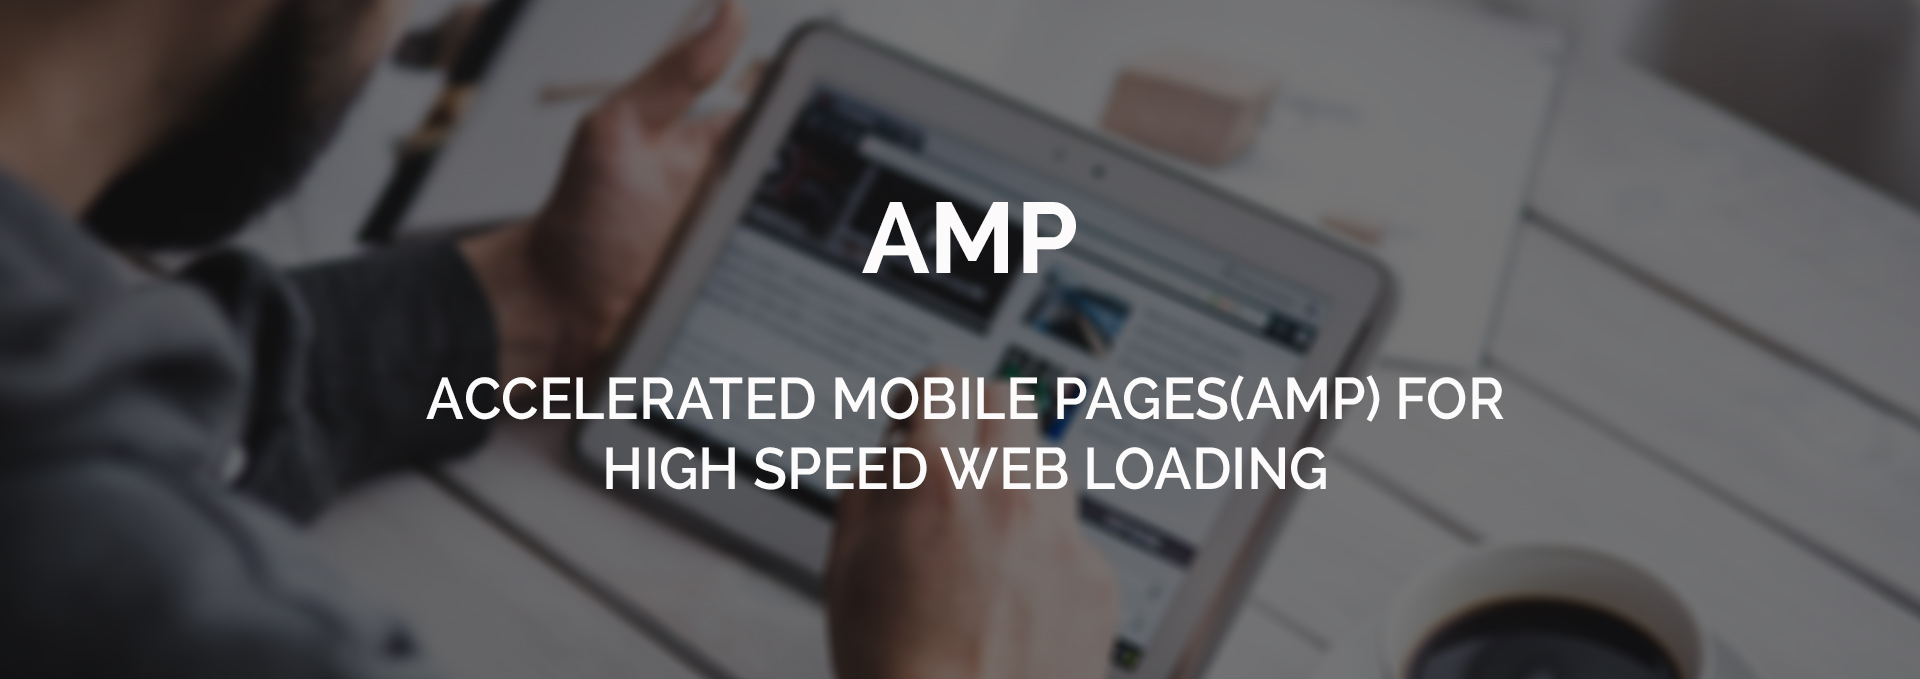 AMP
ACCELERATED MOBILE PAGES(AMP) FOR
HIGH SPEED WEB LOADING